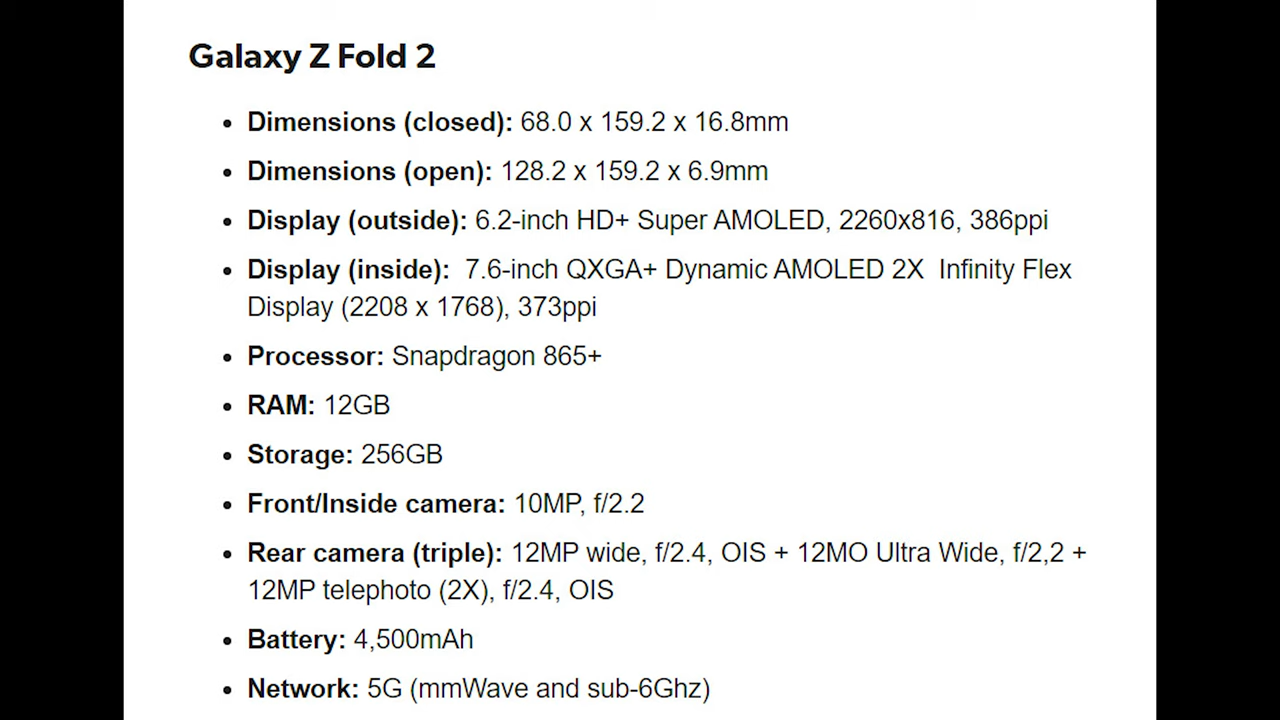 Galaxy Z Fold 2
• Dimensions (closed): 68.0 x 159.2 x 16.8mm
• Dimensions (open): 128.2 x 159.2 x 6.9mm
• Display (outside): 6.2-inch HD+ Super AMOLED, 2260x816, 386ppi
• Display (inside):  7.6-inch QXGA+ Dynamic AMOLED 2X  Infinity Flex
Display (2208 x 1768), 373ppi
• Processor: Snapdragon 865+
• RAM: 12GB
• Storage: 256GB
• Front/Inside camera: 10MP, f/2.2
• Rear camera (triple): 12MP wide, f/2.4, OIS + 12MO Ultra Wide, f/2,2 +
12MP telephoto (2X), f/2.4, OIS
• Battery: 4,500mAh
• Network: 5G (mmWave and sub-6Ghz)